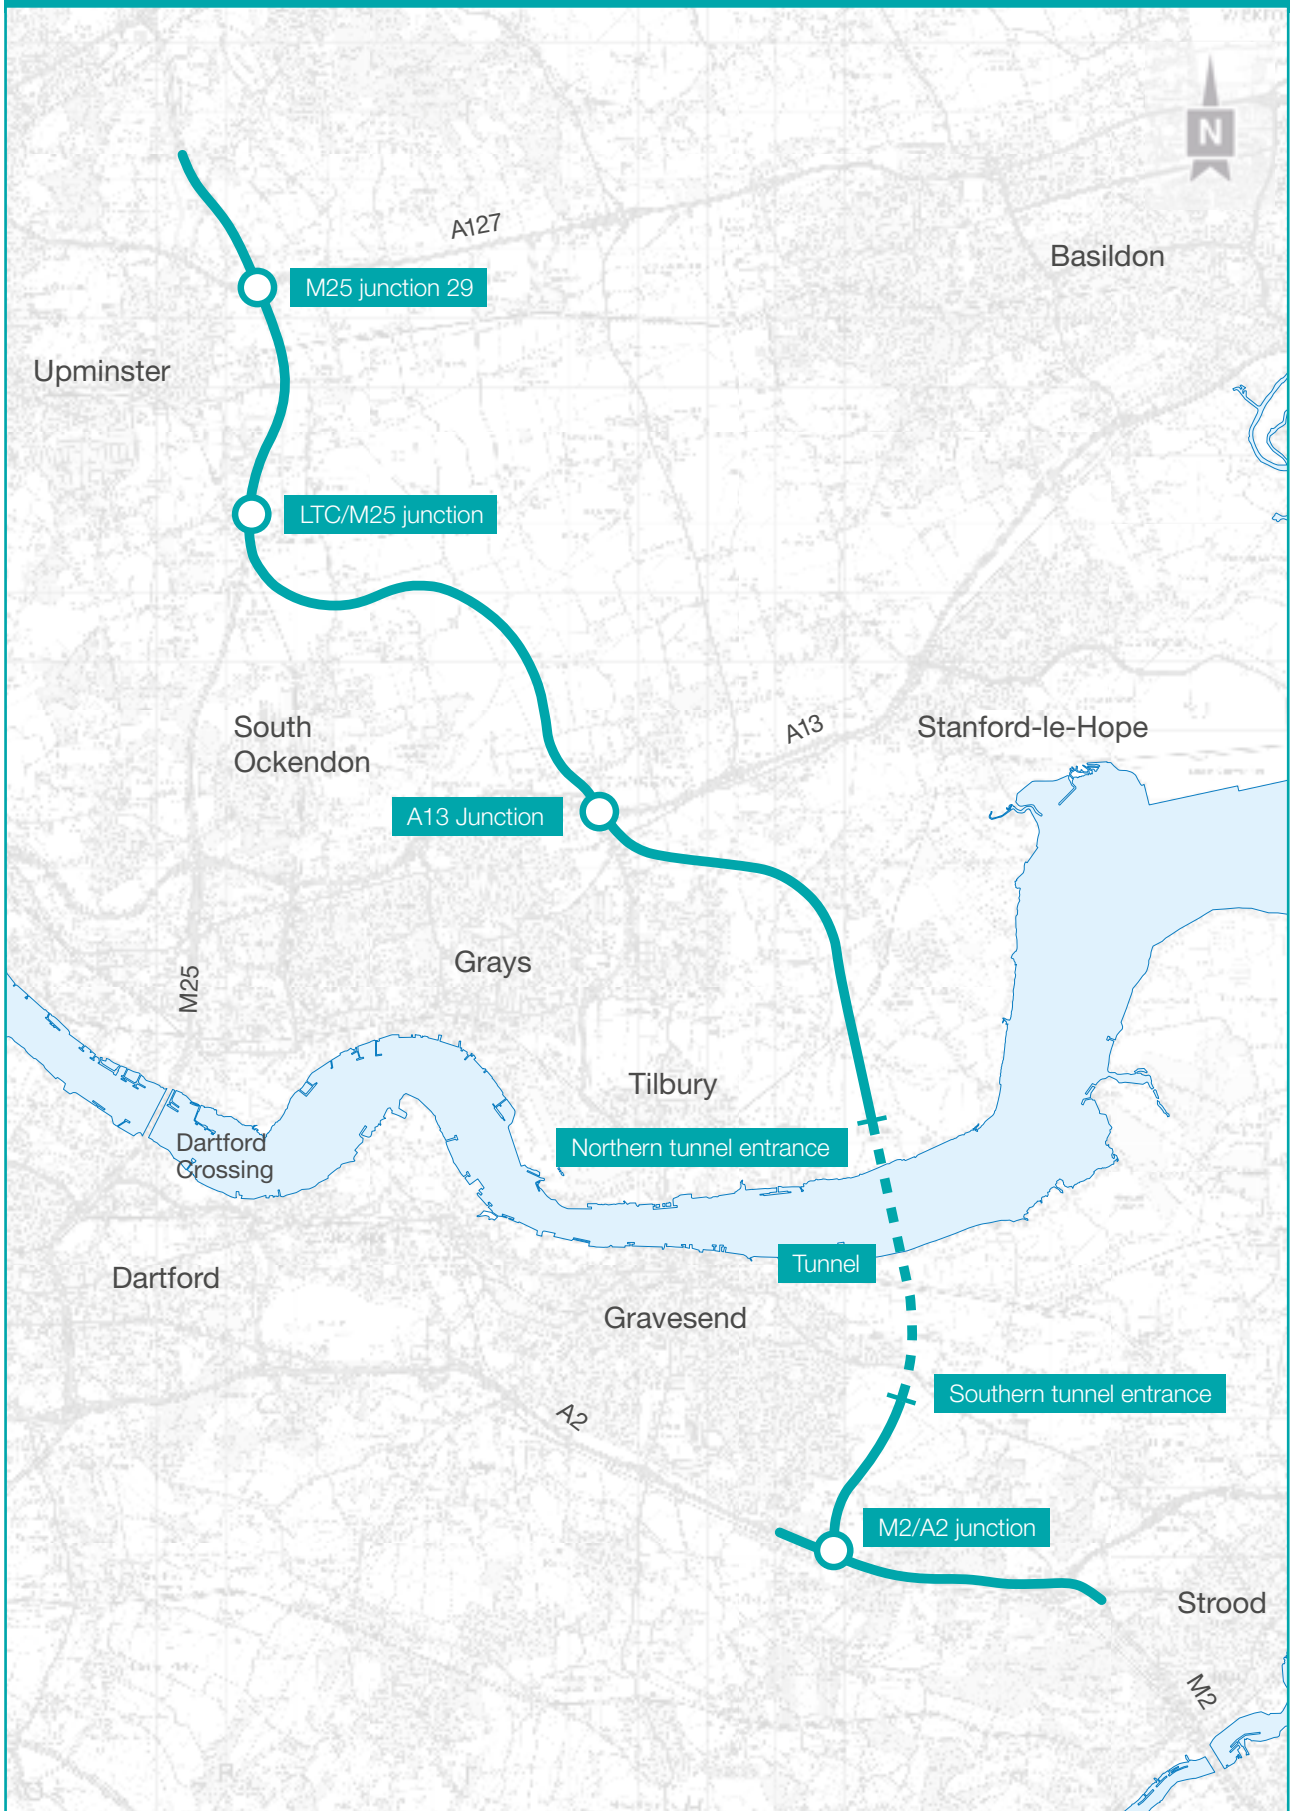 N
A127
Basildon
M25 junction 29
Upminster
LTC/M25 junction
South
Ockendon
A13
Stanford-le-Hope
A13 Junction
Grays
M25
Tilbury
Dartford
Crossing
Northern tunnel entrance
Tunnel
Dartford
Gravesend
Southern tunnel entrance
A2
M2/A2 junction
Strood
M2